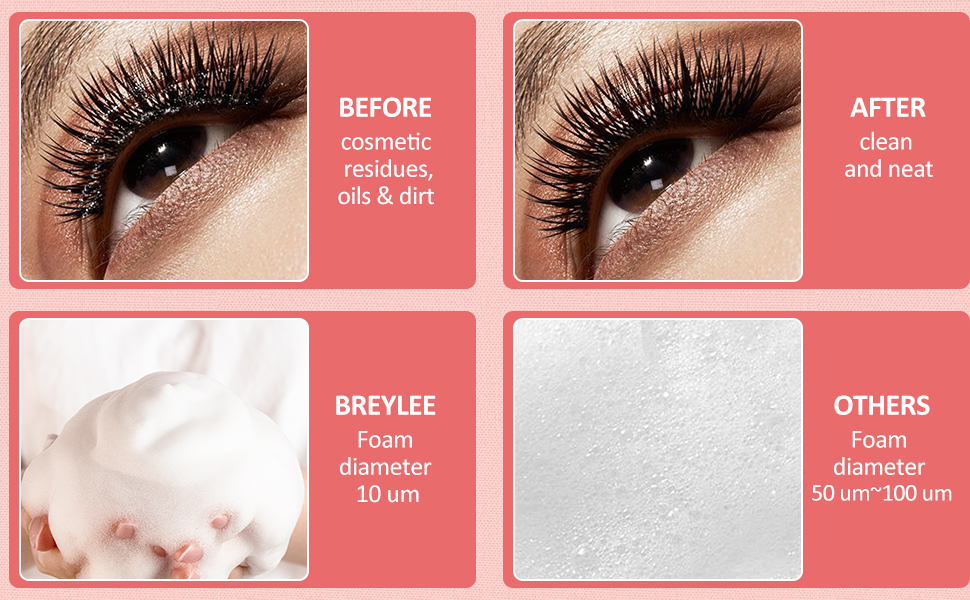 BEFORE
cosmetic
residues,
oils & dirt
AFTER
clean
and neat
BREYLEE
Foam
diameter
10 um
OTHERS
Foam
diameter
50 um~100 um